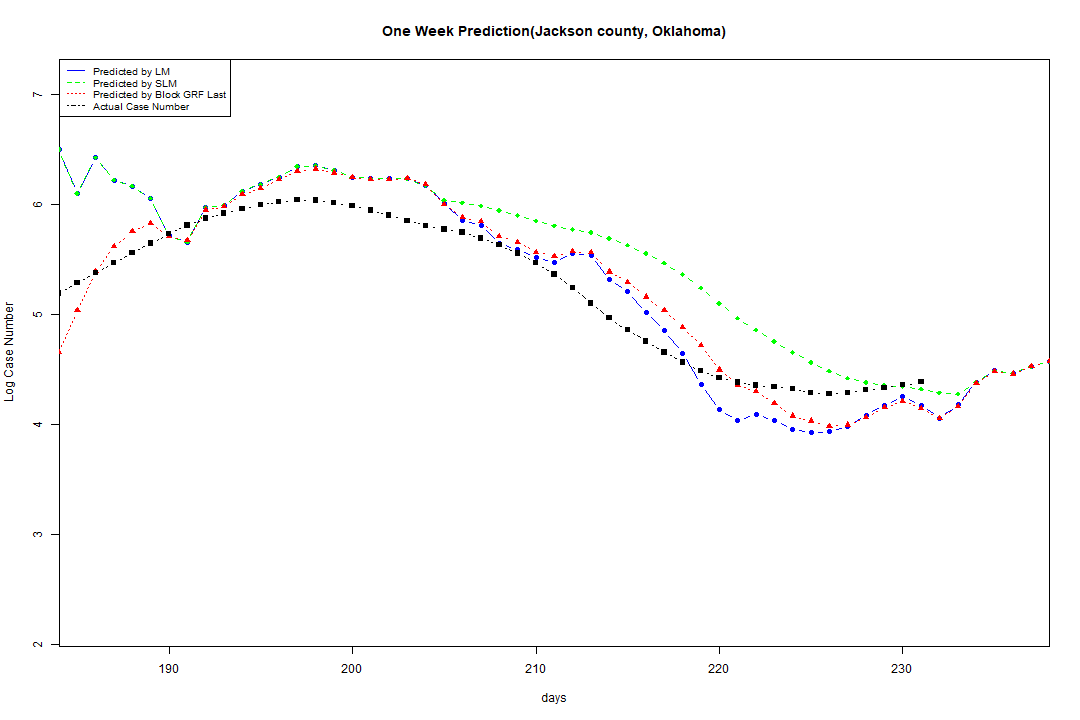 One Week Prediction(Jackson county, Oklahoma)
Predicted by LM
Predicted by SLM
Predicted by Block GRF Last
Actual Case Number
7
6
5
4
3
2
Log Case Number
190
200
210
220
230
days